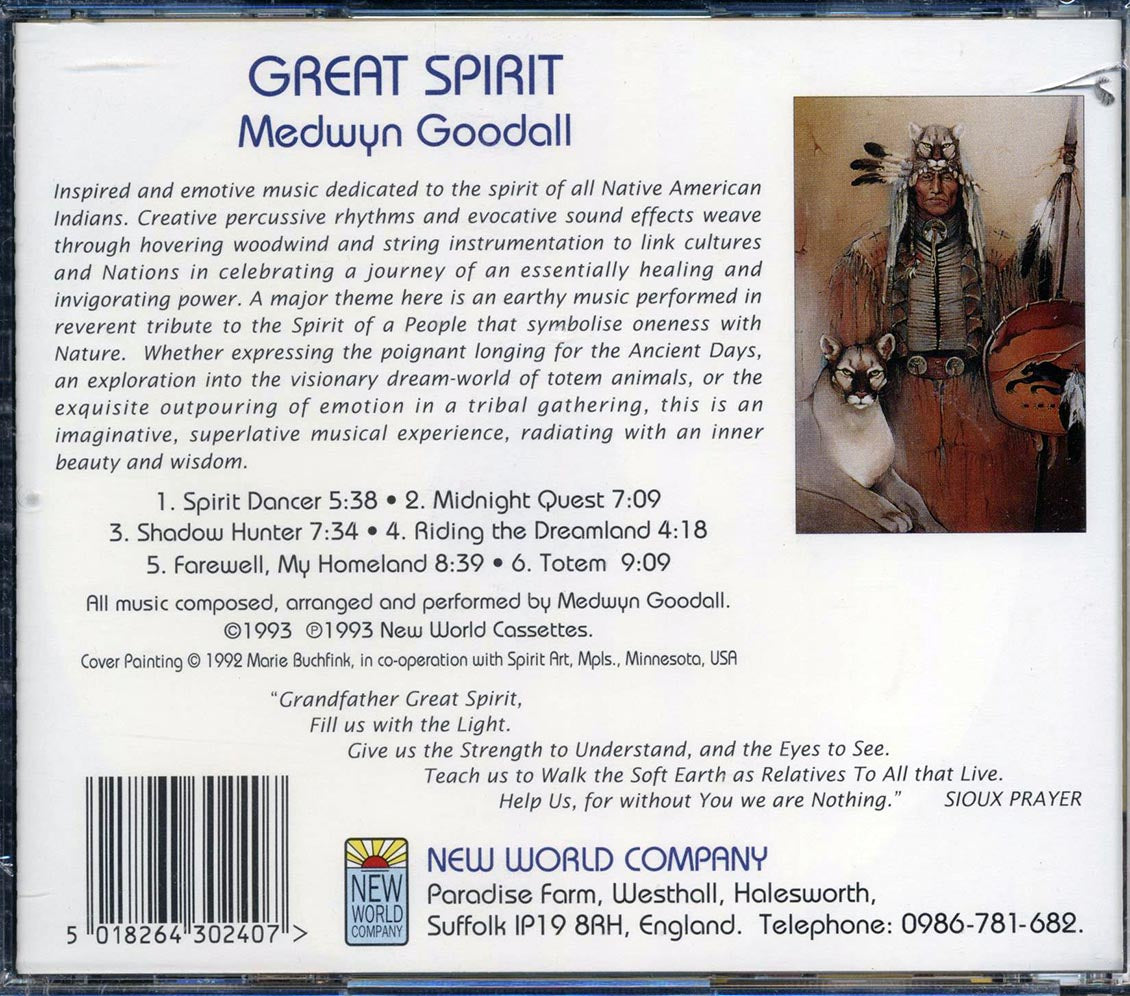 GREAT SPIRIT
Medwyn Goodall
Inspired and emotive music dedicated to the spirit of all Native American
Indians. Creative percussive rhythms and evocative sound effects weave
through hovering woodwind and string instrumentation to link cultures
and Nations in celebrating a journey of an essentially healing and
invigorating power. A major theme here is an earthy music performed in
reverent tribute to the Spirit of a People that symbolise oneness with
Nature. Whether expressing the poignant longing for the Ancient Days,
an exploration into the visionary dream-world of totem animals, or the
exquisite outpouring of emotion in a tribal gathering, this is an
imaginative, superlative musical experience, radiating with an inner
beauty and wisdom.
1. Spirit Dancer 5:38 • 2. Midnight Quest 7:09
3. Shadow Hunter 7:34 • 4. Riding the Dreamland 4:18
5. Farewell, My Homeland 8:39 • 6. Totem 9:09
All music composed, arranged and performed by Medwyn Goodall.
©1993 ℗1993 New World Cassettes.
Cover Painting © 1992 Marie Buchfink, in co-operation with Spirit Art, Mpls., Minnesota, USA
“Grandfather Great Spirit,
Fill us with the Light.
Give us the Strength to Understand, and the Eyes to See.
Teach us to Walk the Soft Earth as Relatives To All that Live.
Help Us, for without You we are Nothing.” SIOUX PRAYER
5 018264 302407 >
NEW
WORLD
COMPANY
NEW WORLD COMPANY
Paradise Farm, Westhall, Halesworth,
Suffolk IP19 8RH, England. Telephone: 0986-781-682.